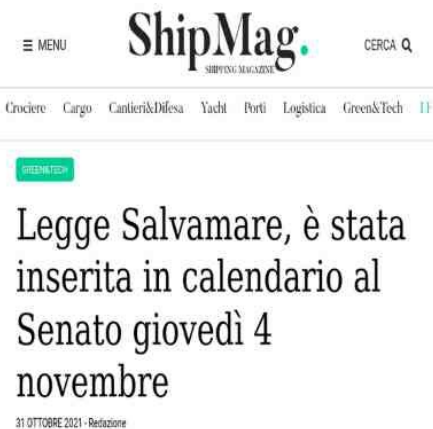 ≡ MENU
ShipMag.
SHIPPING MAGAZINE
CERCA
Crociere Cargo Cantieri&Difesa Yacht Porti Logistica Green&Tech
GREEN&TECH
Legge Salvamare, è stata
inserita in calendario al
Senato giovedì 4
novembre
31 OTTOBRE 2021 - Redazione